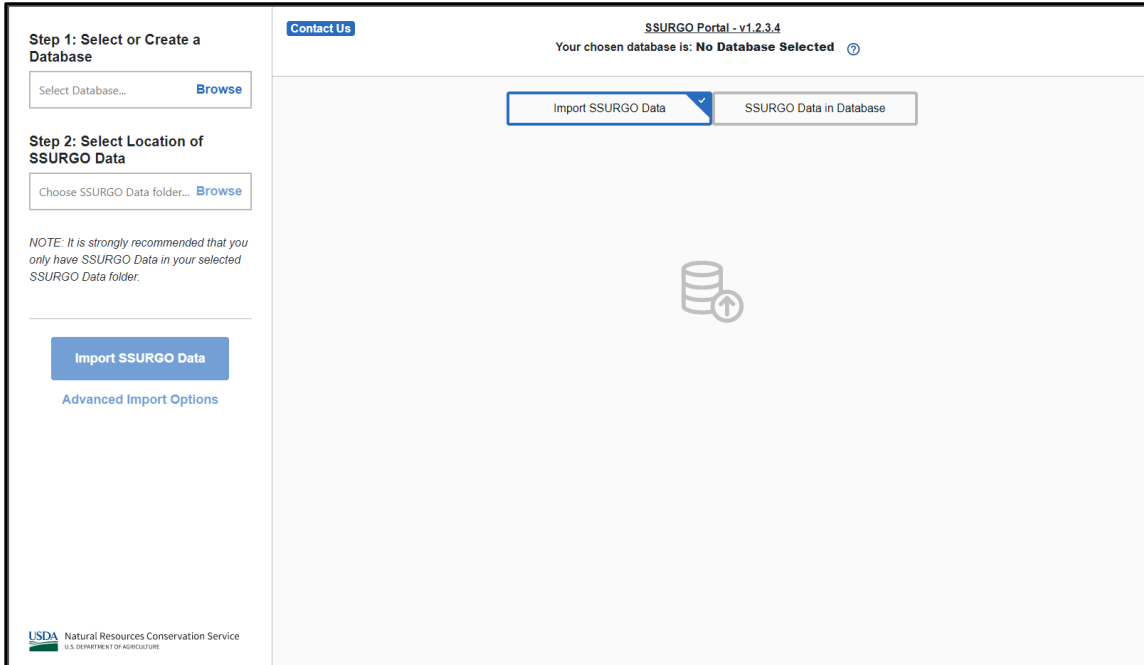 Step 1: Select or Create a
Database
Select Database...
Browse
Step 2: Select Location of
SSURGO Data
Choose SSURGO Data folder...
Browse
NOTE: It is strongly recommended that you
only have SSURGO Data in your selected
SSURGO Data folder.
Import SSURGO Data
Advanced Import Options
USDA Natural Resources Conservation Service
U.S. DEPARTMENT OF AGRICULTURE
Contact Us
SSURGO Portal - v1.2.3.4
Your chosen database is: No Database Selected ?
Import SSURGO Data
SSURGO Data in Database